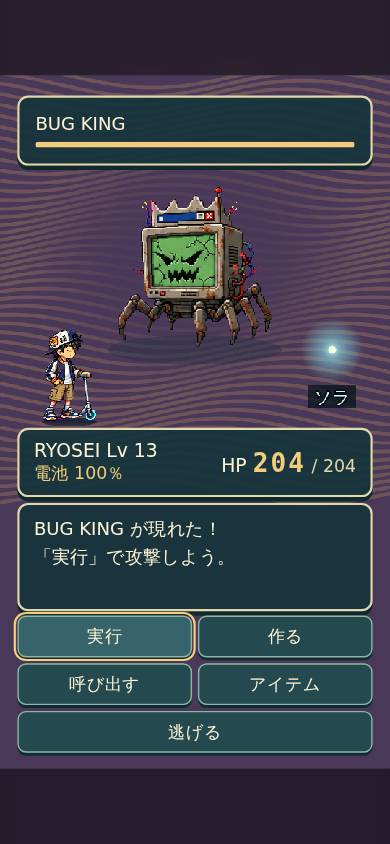 BUG KING
ソラ
RYOSEI Lv 13
電池 100％
HP 204 / 204
BUG KING が現れた！
「実行」で攻撃しよう。
実行
作る
呼び出す
アイテム
逃げる